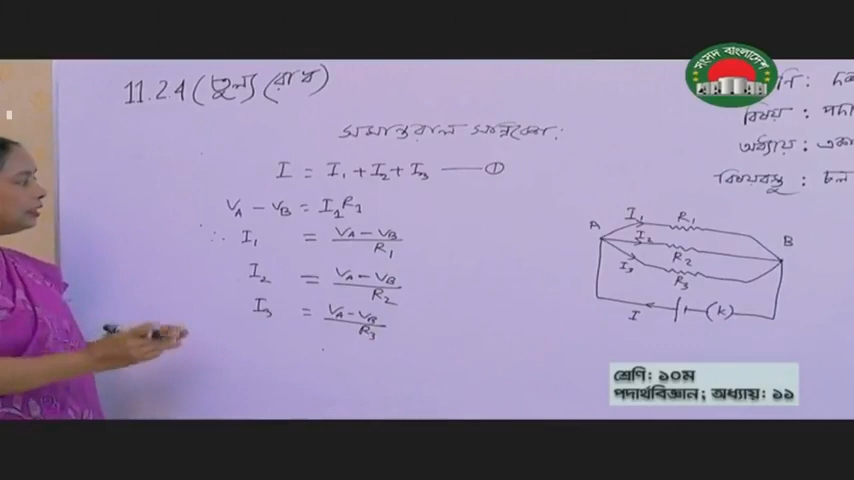 সংসদ বাংলাদেশ
11.2.4 (তুল্য রোধ)
সমান্তরাল সন্নিবেশ:
I = I₁ + I₂ + I₃ —— ①
V_A - V_B = I₁R₁
∴ I₁ = V_A - V_B / R₁
I₂ = V_A - V_B / R₂
I₃ = V_A - V_B / R₃
বিষয় :
অধ্যায় :
বিষয়বস্তু : চল
A I₁ R₁ B
I₂ R₂
I₃ R₃
I (K)
শ্রেণি: ১০ম
পদার্থবিজ্ঞান; অধ্যায়: ১১